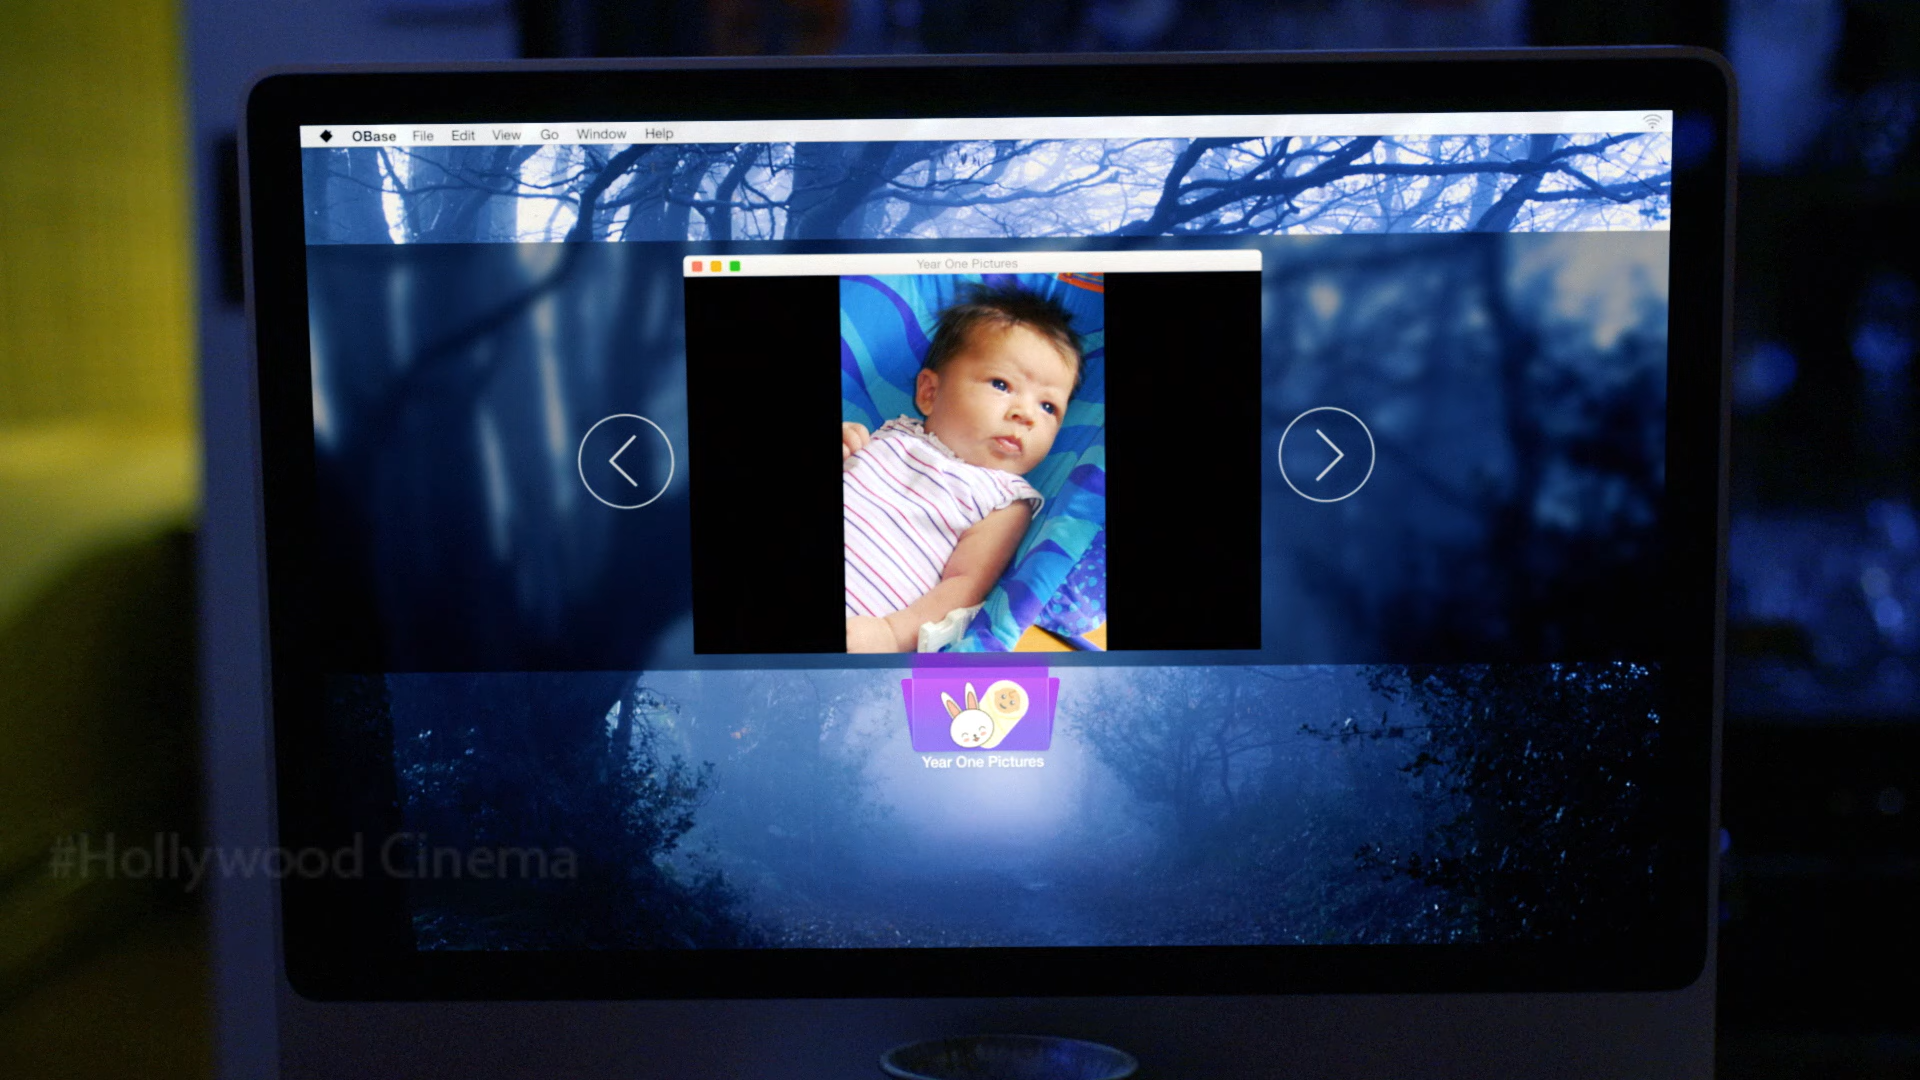 OBase File Edit View Go Window Help
Year One Pictures
Year One Pictures
#Hollywood Cinema